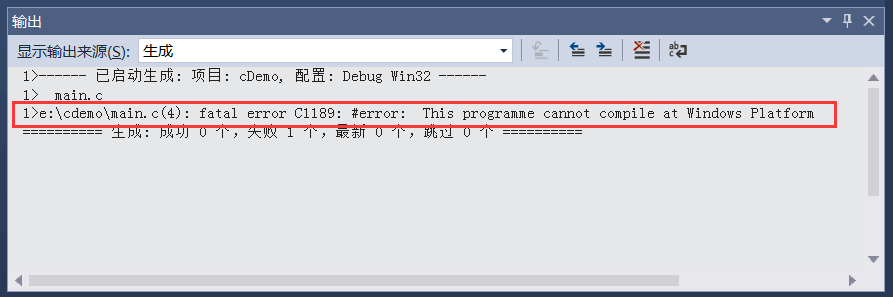 输出
显示输出来源(S): 生成
1>------ 已启动生成: 项目: cDemo, 配置: Debug Win32 ------
1>  main.c
1>e:\cdemo\main.c(4): fatal error C1189: #error:  This programme cannot compile at Windows Platform
========== 生成: 成功 0 个，失败 1 个，最新 0 个，跳过 0 个 ==========